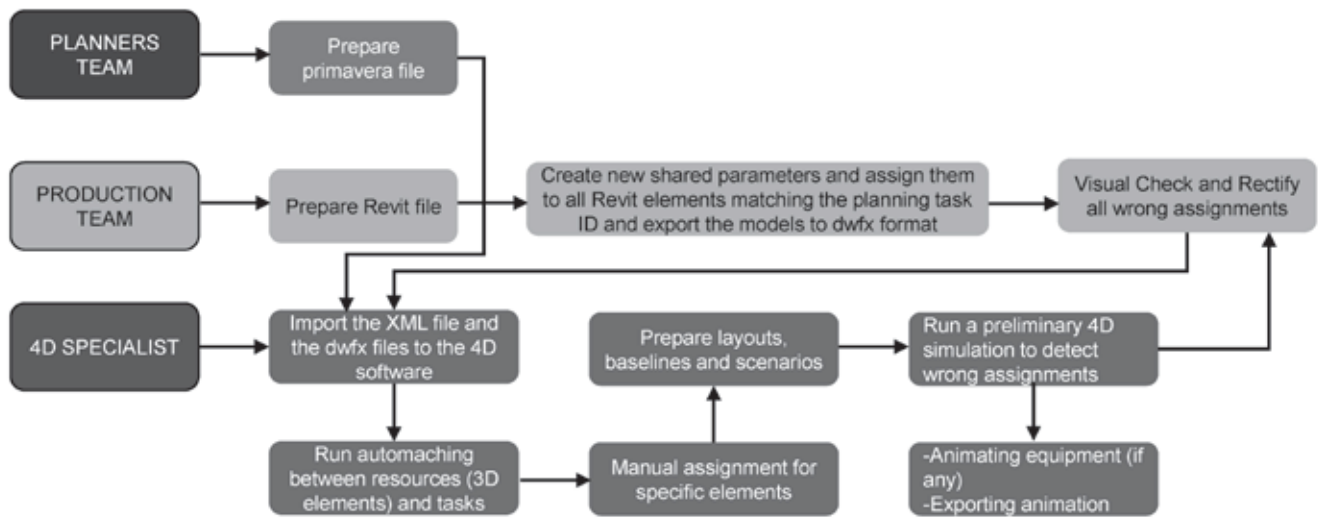 PLANNERS
TEAM
Prepare
primavera file
PRODUCTION
TEAM
Prepare Revit file
Create new shared parameters and assign them
to all Revit elements matching the planning task
ID and export the models to dwfx format
Visual Check and Rectify
all wrong assignments
4D SPECIALIST
Import the XML file and
the dwfx files to the 4D
software
Prepare layouts,
baselines and scenarios
Run a preliminary 4D
simulation to detect
wrong assignments
Run automaching
between resources (3D
elements) and tasks
Manual assignment for
specific elements
-Animating equipment (if
any)
-Exporting animation